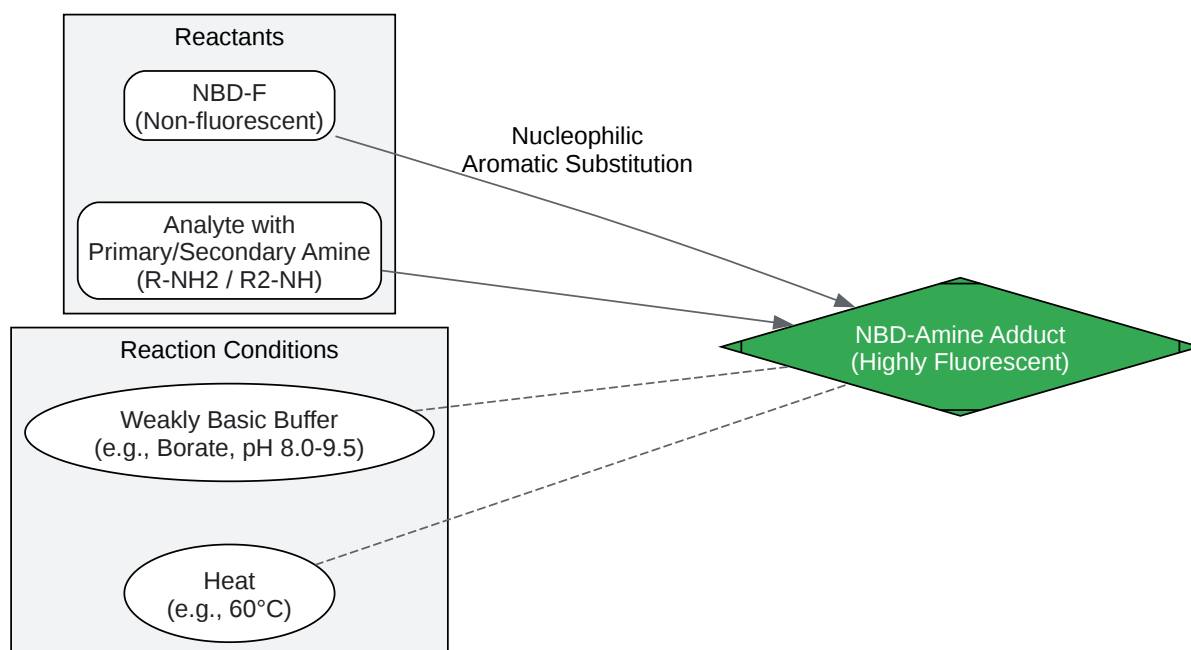 Reactants
NBD-F
(Non-fluorescent)
Nucleophilic
Aromatic Substitution
Analyte with
Primary/Secondary Amine
(R-NH2 / R2-NH)
NBD-Amine Adduct
(Highly Fluorescent)
Reaction Conditions
Weakly Basic Buffer
(e.g., Borate, pH 8.0-9.5)
Heat
(e.g., 60°C)